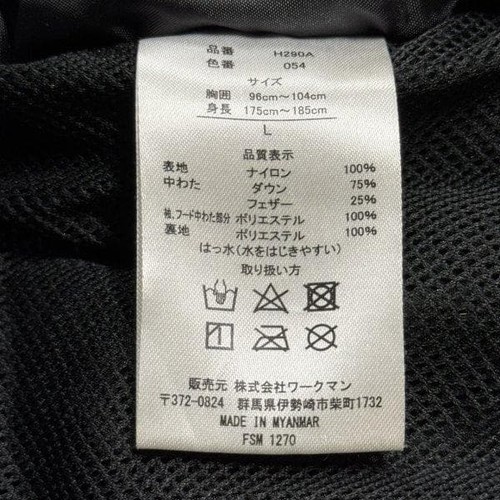 品番 H290A
色番 054
サイズ
胸囲 96cm～104cm
身長 175cm～185cm
L
品質表示
表地 ナイロン 100%
中わた ダウン 75%
フェザー 25%
袖、フード中わた部分 ポリエステル 100%
裏地 ポリエステル 100%
はっ水(水をはじきやすい)
取り扱い方
販売元 株式会社ワークマン
〒372-0824 群馬県伊勢崎市柴町1732
MADE IN MYANMAR
FSM 1270